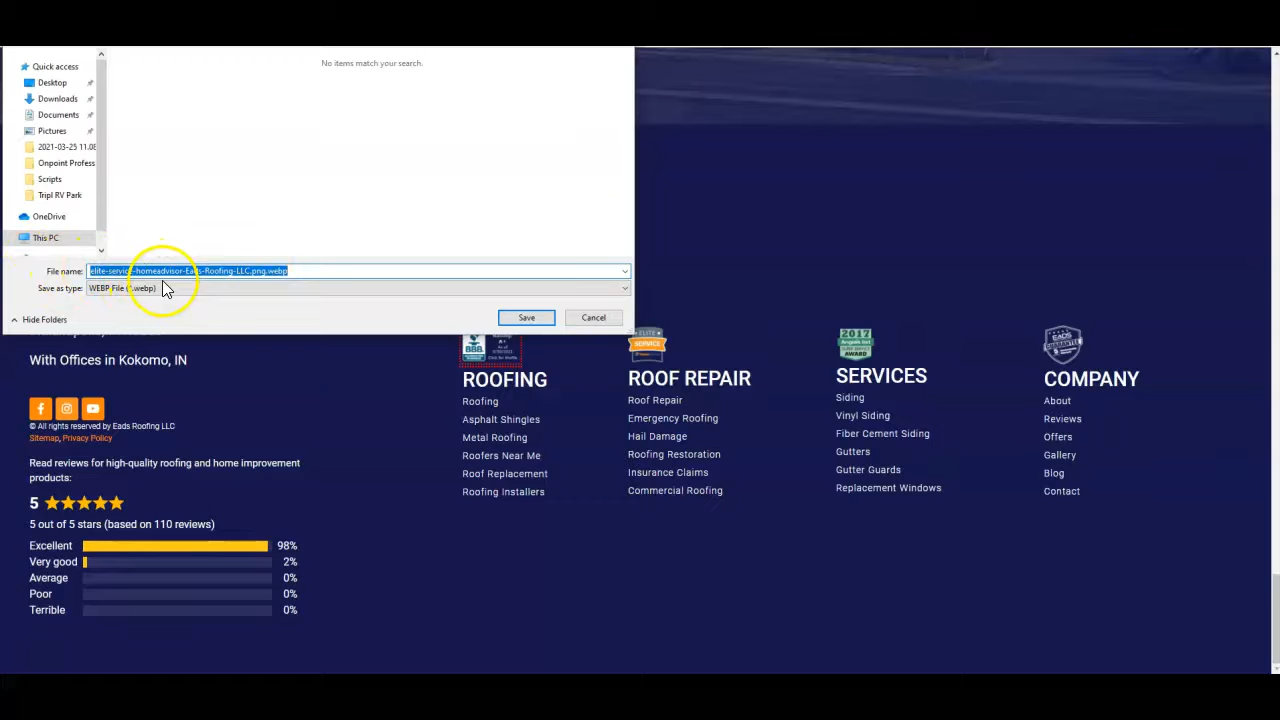 No items match your search.
Quick access
Desktop
Downloads
Documents
Pictures
2021-03-25 11.08
Onpoint Profess
Scripts
Tripl RV Park
OneDrive
This PC
File name: elite-service-homeadvisor-Eads-Roofing-LLC.png.webp
Save as type: WEBP File (*.webp)
Hide Folders
Save
Cancel
With Offices in Kokomo, IN
© All rights reserved by Eads Roofing LLC
Sitemap, Privacy Policy
Read reviews for high-quality roofing and home improvement
products:
5
5 out of 5 stars (based on 110 reviews)
Excellent 98%
Very good 2%
Average 0%
Poor 0%
Terrible 0%
BBB
ROOFING
Roofing
Asphalt Shingles
Metal Roofing
Roofers Near Me
Roof Replacement
Roofing Installers
ELITE
SERVICE
ROOF REPAIR
Roof Repair
Emergency Roofing
Hail Damage
Roofing Restoration
Insurance Claims
Commercial Roofing
2017
AWARD
SERVICES
Siding
Vinyl Siding
Fiber Cement Siding
Gutters
Gutter Guards
Replacement Windows
EADS
GUARANTEE
COMPANY
About
Reviews
Offers
Gallery
Blog
Contact